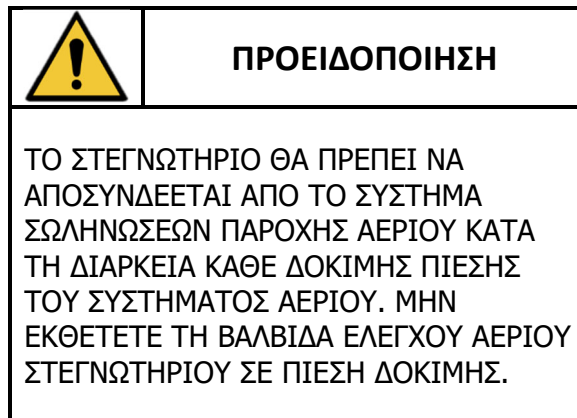 ΠΡΟΕΙΔΟΠΟΙΗΣΗ
ΤΟ ΣΤΕΓΝΩΤΗΡΙΟ ΘΑ ΠΡΕΠΕΙ ΝΑ
ΑΠΟΣΥΝΔΕΕΤΑΙ ΑΠΟ ΤΟ ΣΥΣΤΗΜΑ
ΣΩΛΗΝΩΣΕΩΝ ΠΑΡΟΧΗΣ ΑΕΡΙΟΥ ΚΑΤΑ
ΤΗ ΔΙΑΡΚΕΙΑ ΚΑΘΕ ΔΟΚΙΜΗΣ ΠΙΕΣΗΣ
ΤΟΥ ΣΥΣΤΗΜΑΤΟΣ ΑΕΡΙΟΥ. ΜΗΝ
ΕΚΘΕΤΕΤΕ ΤΗ ΒΑΛΒΙΔΑ ΕΛΕΓΧΟΥ ΑΕΡΙΟΥ
ΣΤΕΓΝΩΤΗΡΙΟΥ ΣΕ ΠΙΕΣΗ ΔΟΚΙΜΗΣ.